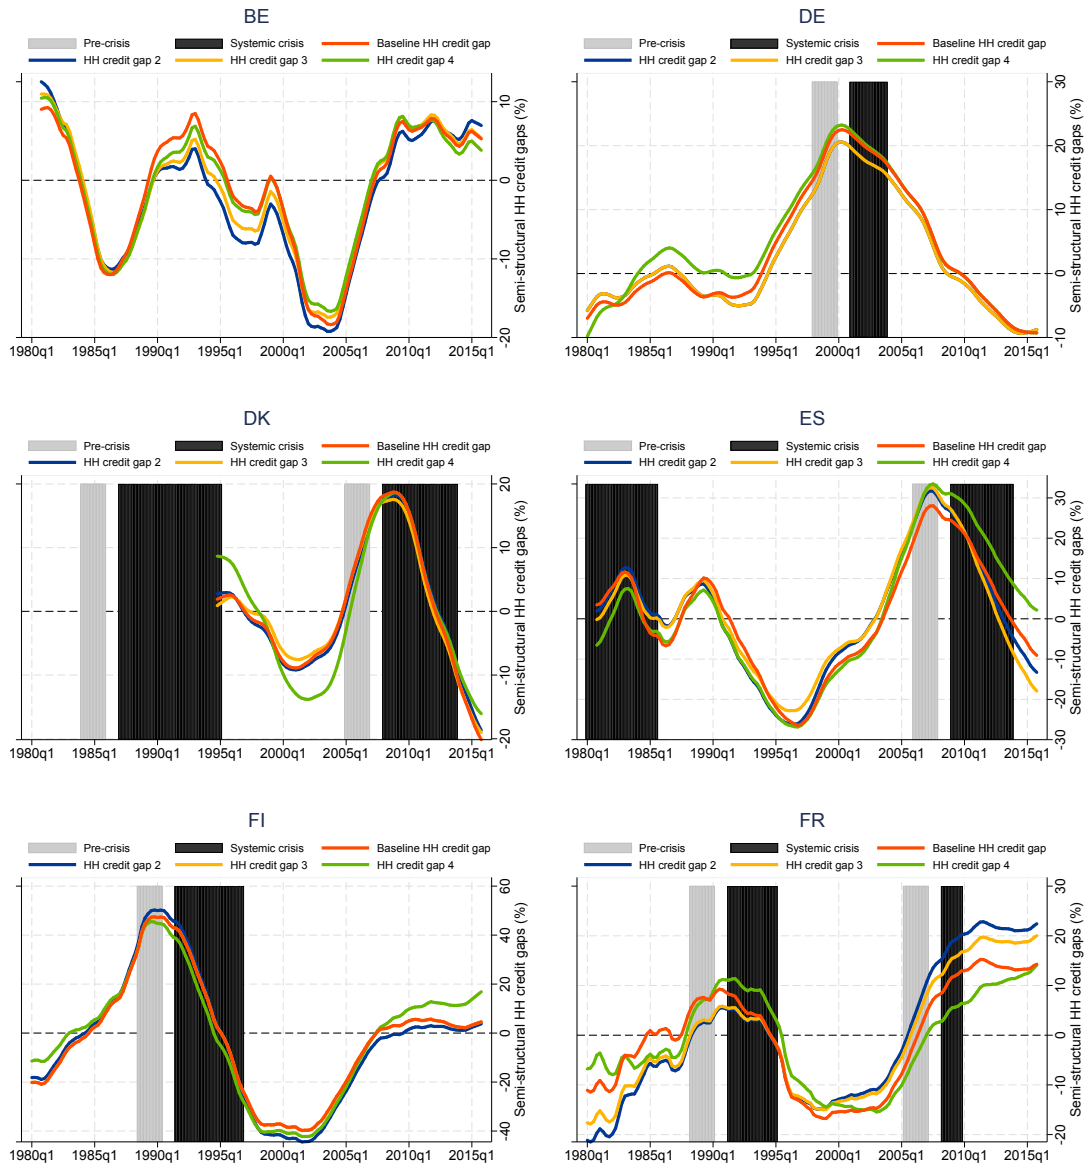 BE
Pre-crisis Systemic crisis Baseline HH credit gap
HH credit gap 2 HH credit gap 3 HH credit gap 4
Semi-structural HH credit gaps (%)
10
0
-10
-20
1980q1 1985q1 1990q1 1995q1 2000q1 2005q1 2010q1 2015q1
DE
Pre-crisis Systemic crisis Baseline HH credit gap
HH credit gap 2 HH credit gap 3 HH credit gap 4
Semi-structural HH credit gaps (%)
30
20
10
0
-10
1980q1 1985q1 1990q1 1995q1 2000q1 2005q1 2010q1 2015q1
DK
Pre-crisis Systemic crisis Baseline HH credit gap
HH credit gap 2 HH credit gap 3 HH credit gap 4
Semi-structural HH credit gaps (%)
20
10
0
-10
-20
1980q1 1985q1 1990q1 1995q1 2000q1 2005q1 2010q1 2015q1
ES
Pre-crisis Systemic crisis Baseline HH credit gap
HH credit gap 2 HH credit gap 3 HH credit gap 4
Semi-structural HH credit gaps (%)
30
20
10
0
-10
-20
-30
1980q1 1985q1 1990q1 1995q1 2000q1 2005q1 2010q1 2015q1
FI
Pre-crisis Systemic crisis Baseline HH credit gap
HH credit gap 2 HH credit gap 3 HH credit gap 4
Semi-structural HH credit gaps (%)
60
40
20
0
-20
-40
1980q1 1985q1 1990q1 1995q1 2000q1 2005q1 2010q1 2015q1
FR
Pre-crisis Systemic crisis Baseline HH credit gap
HH credit gap 2 HH credit gap 3 HH credit gap 4
Semi-structural HH credit gaps (%)
30
20
10
0
-10
-20
1980q1 1985q1 1990q1 1995q1 2000q1 2005q1 2010q1 2015q1